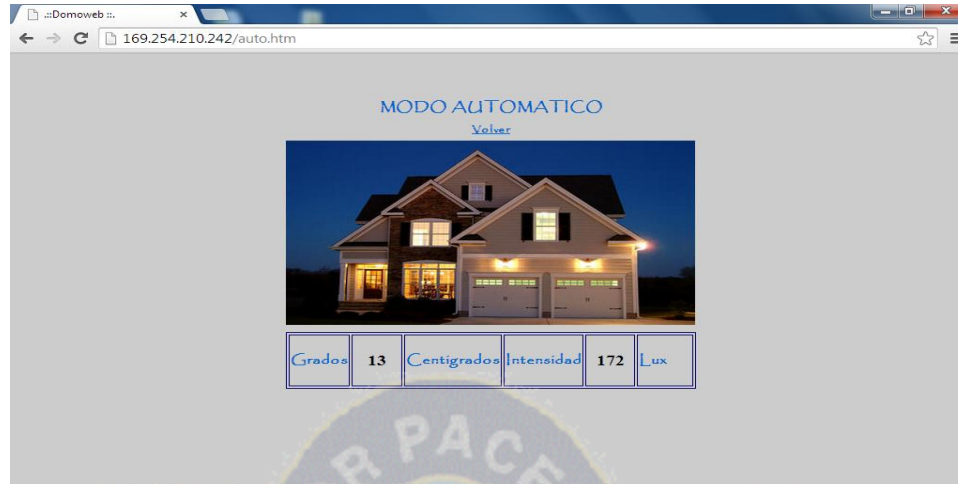 .::Domoweb ::.
169.254.210.242/auto.htm
MODO AUTOMATICO
Volver
Grados 13 Centigrados Intensidad 172 Lux
R PACE